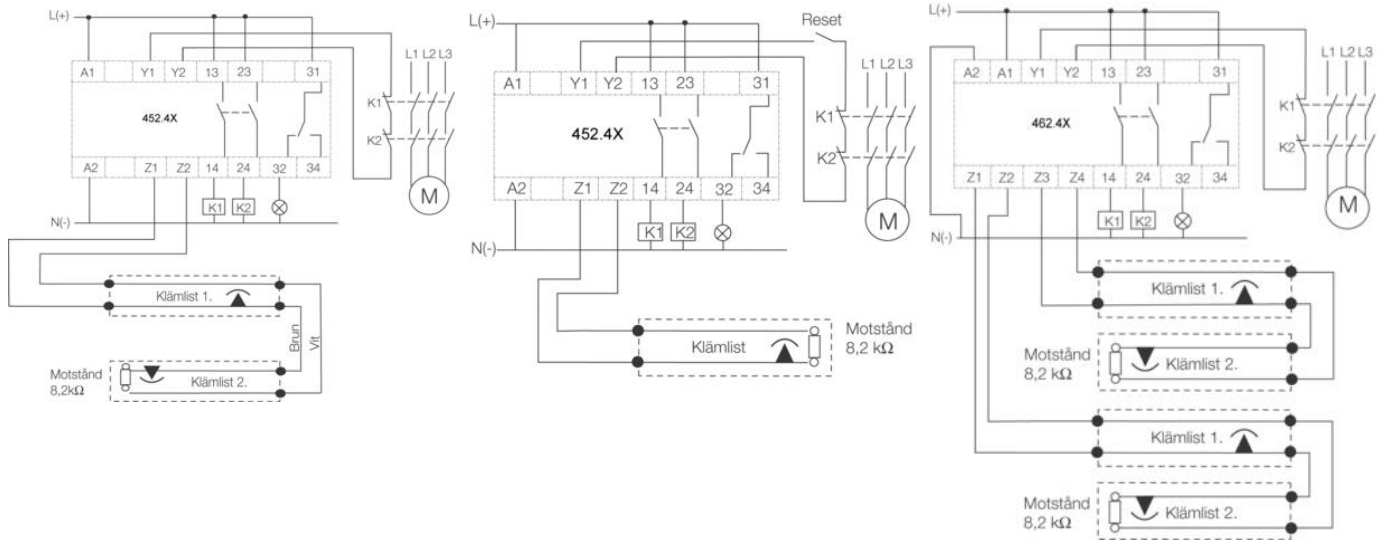 L(+)
L1 L2 L3
A1 Y1 Y2 13 23 31
K1
452.4X
K2
A2 Z1 Z2 14 24 32 34
M
K1 K2
N(-)
Klämlist 1.
Brun
Vit
Motstånd
8,2kΩ
Klämlist 2.
L(+)
Reset
L1 L2 L3
A1 Y1 Y2 13 23 31
K1
452.4X
K2
A2 Z1 Z2 14 24 32 34
M
K1 K2
N(-)
Klämlist
Motstånd
8,2 kΩ
L(+)
L1 L2 L3
A2 A1 Y1 Y2 13 23 31
K1
462.4X
K2
Z1 Z2 Z3 Z4 14 24 32 34
M
K1 K2
N(-)
Klämlist 1.
Motstånd
8,2 kΩ
Klämlist 2.
Klämlist 1.
Motstånd
8,2 kΩ
Klämlist 2.